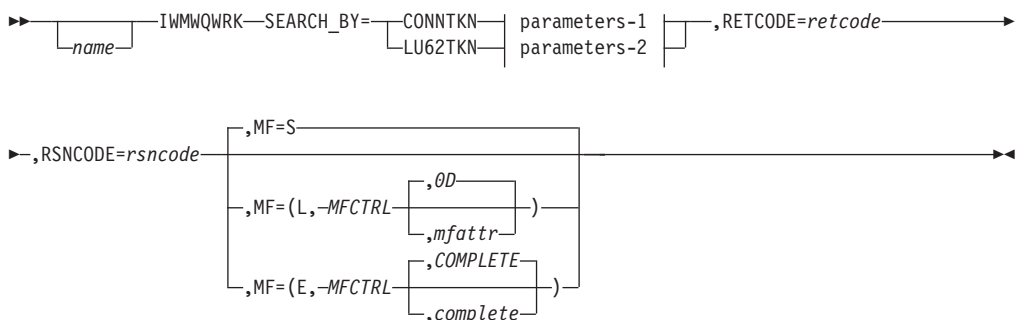 IWMWQWRK SEARCH_BY= CONNTKN parameters-1 ,RETCODE=retcode
name LU62TKN parameters-2
,MF=S
,RSNCODE=rsncode
,0D
,MF=(L, MFCTRL )
,mfattr
,COMPLETE
,MF=(E, MFCTRL )
,complete